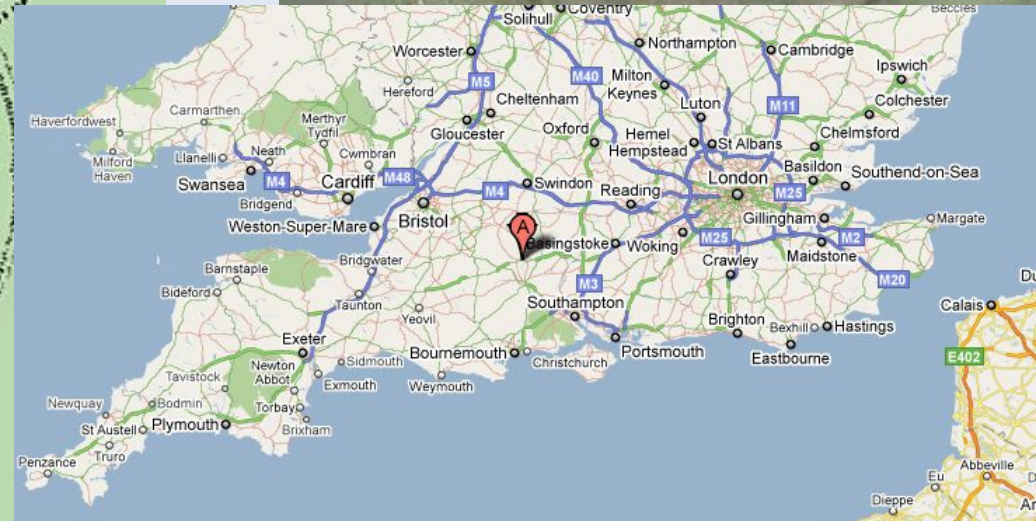 Solihull
Coventry
Beccles
Worcester
Northampton
Cambridge
Ipswich
M5
M40
Milton
Keynes
Hereford
Cheltenham
Luton
M11
Colchester
Carmarthen
Haverfordwest
Merthyr
Tydfil
Gloucester
Oxford
Hemel
Hempstead
St Albans
Chelmsford
Milford
Haven
Llanelli
Neath
Cwmbran
Basildon
Swansea
M4
Cardiff
M48
M4
Swindon
Reading
London
M25
Southend-on-Sea
Bridgend
Bristol
Weston-Super-Mare
A
Gillingham
Margate
Basingstoke
Woking
M25
M2
Maidstone
Barnstaple
Bridgwater
Crawley
M20
Bideford
M3
Du
Taunton
Yeovil
Southampton
Calais
Brighton
Bexhill
Hastings
Exeter
Bournemouth
Christchurch
Portsmouth
Eastbourne
E402
Newton
Abbot
Sidmouth
Tavistock
Exmouth
Weymouth
Newquay
Bodmin
Torbay
St Austell
Plymouth
Brixham
Truro
Penzance
Abbeville
Eu
D
Dieppe
Ar